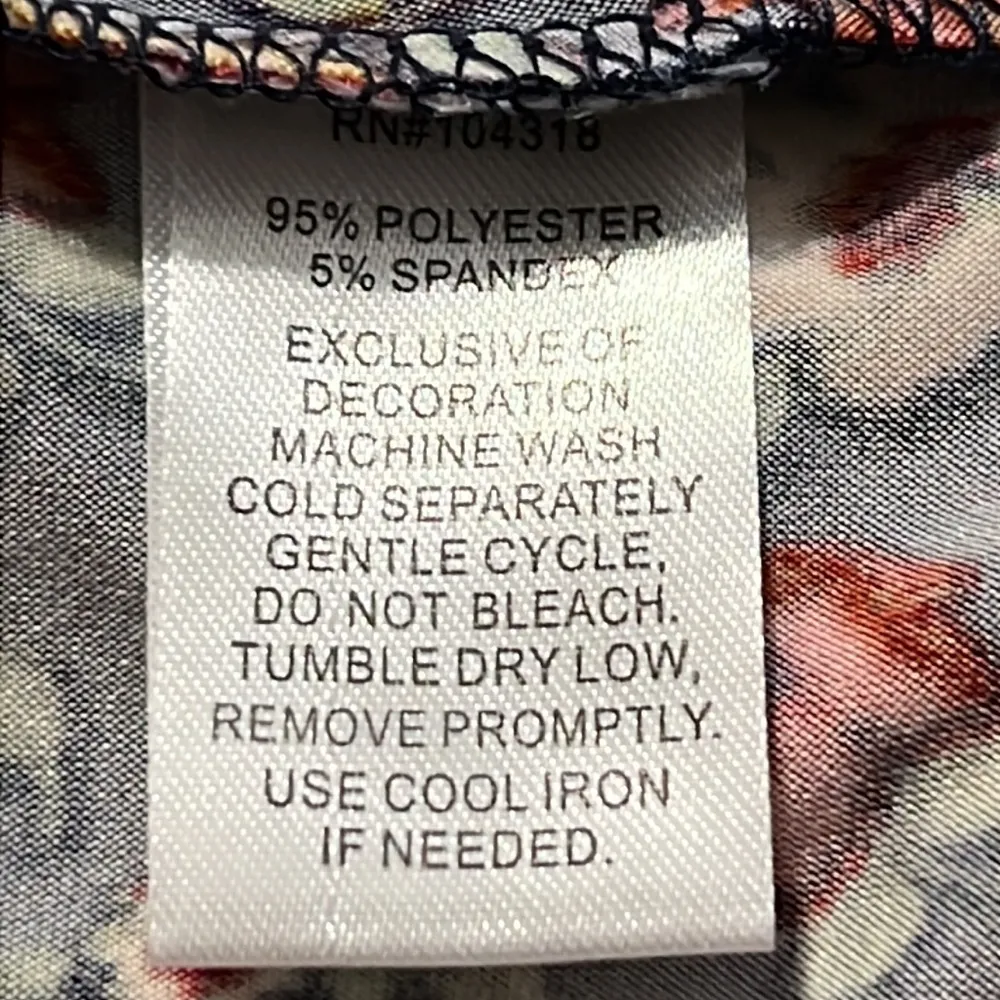 RN#104318
95% POLYESTER
5% SPANDEX
EXCLUSIVE OF
DECORATION
MACHINE WASH
COLD SEPARATELY
GENTLE CYCLE,
DO NOT BLEACH.
TUMBLE DRY LOW,
REMOVE PROMPTLY.
USE COOL IRON
IF NEEDED.